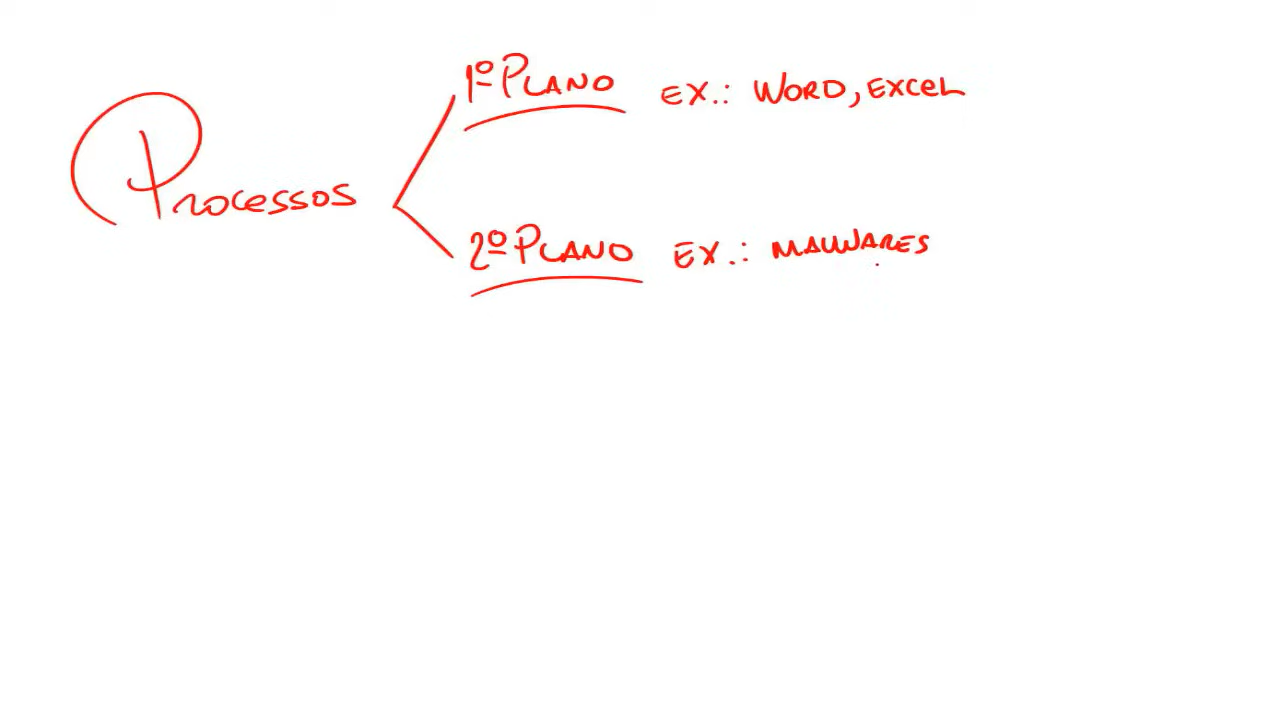 1º PLANO EX.: WORD, EXCEL
PROCESSOS
2º PLANO EX.: MALWARES